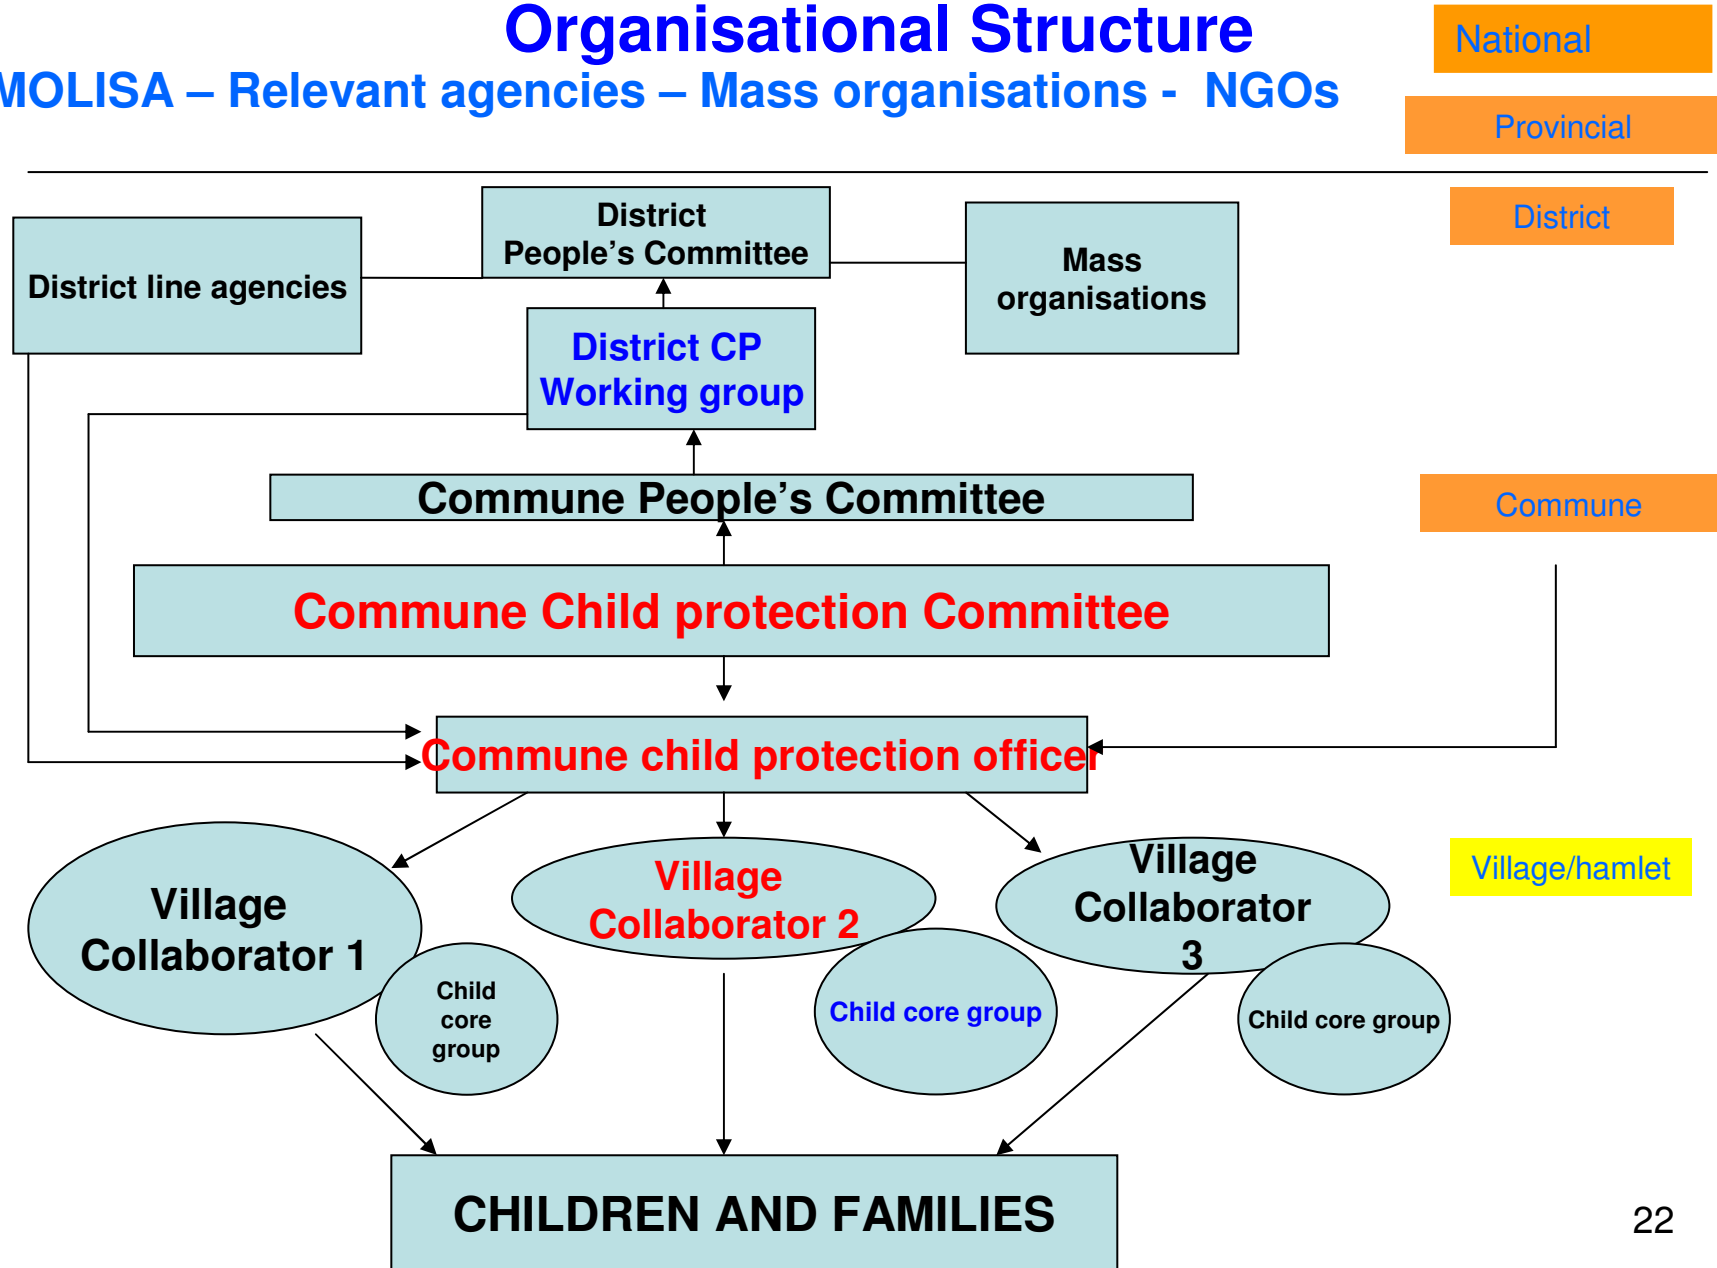 Organisational Structure
MOLISA – Relevant agencies – Mass organisations - NGOs
National
Provincial
District
District
People’s Committee
District line agencies
Mass
organisations
District CP
Working group
Commune People’s Committee
Commune
Commune Child protection Committee
Commune child protection officer
Village
Collaborator 1
Village
Collaborator 2
Village
Collaborator
3
Village/hamlet
Child
core
group
Child core group
Child core group
CHILDREN AND FAMILIES
22